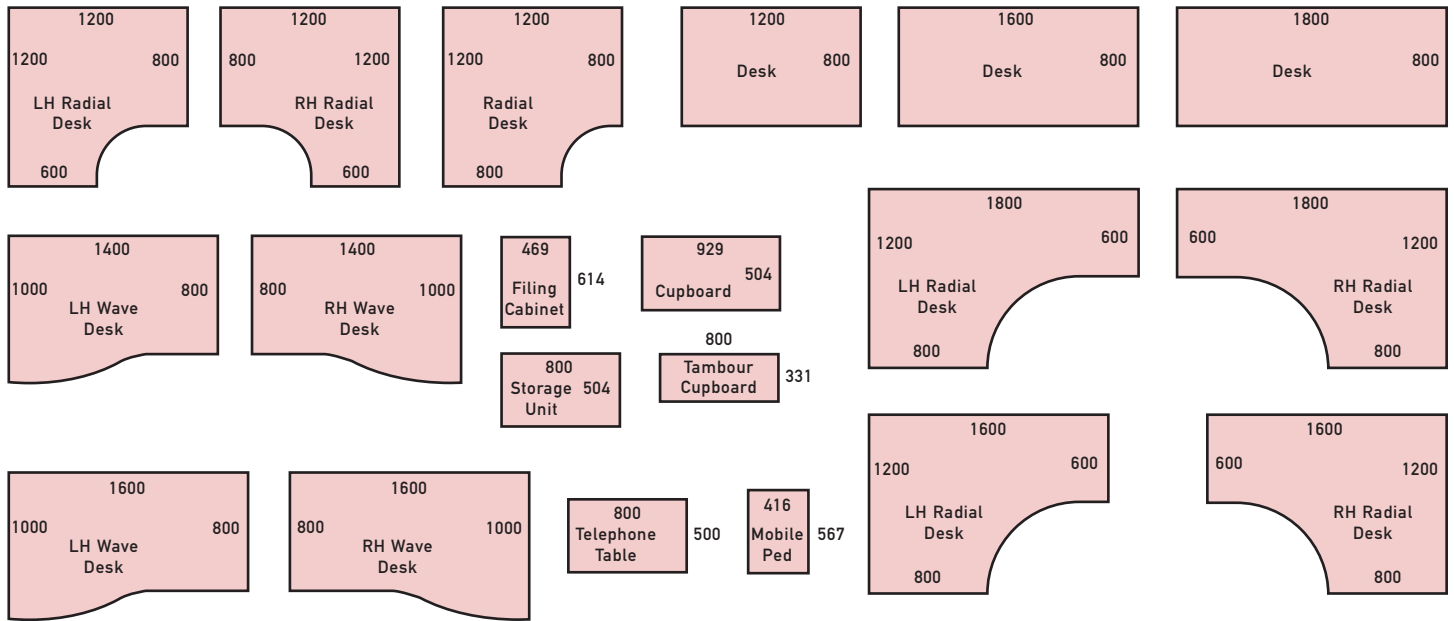 1200
1200 800
LH Radial
Desk
600
1200
800 1200
RH Radial
Desk
600
1200
1200 800
Radial
Desk
800
1200
800
Desk
1600
800
Desk
1800
800
Desk
1400
1000 800
LH Wave
Desk
1400
800 1000
RH Wave
Desk
469
614
Filing
Cabinet
929
504
Cupboard
800
Storage 504
Unit
800
Tambour
331
Cupboard
1800
1200 600
LH Radial
Desk
800
1800
600 1200
RH Radial
Desk
800
1600
1000 800
LH Wave
Desk
1600
800 1000
RH Wave
Desk
800
Telephone 500
Table
416
Mobile 567
Ped
1600
1200 600
LH Radial
Desk
800
1600
600 1200
RH Radial
Desk
800